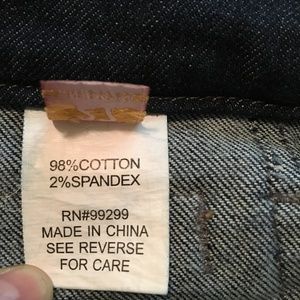 98%COTTON
2%SPANDEX
RN#99299
MADE IN CHINA
SEE REVERSE
FOR CARE